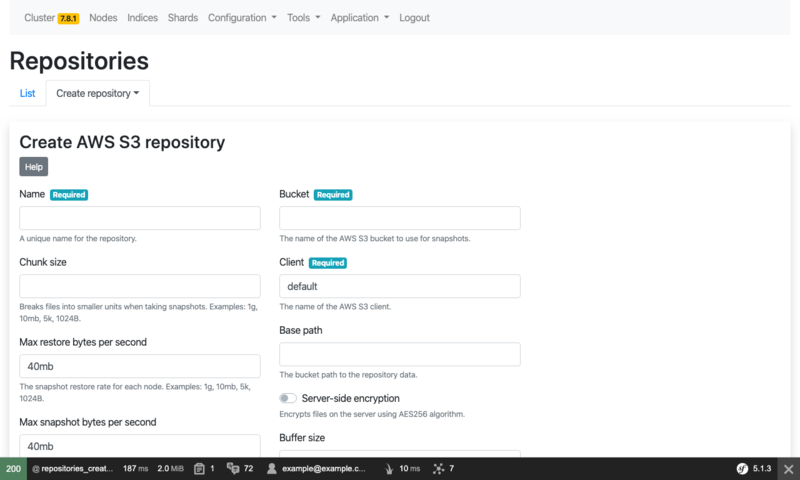 Cluster 7.8.1 Nodes Indices Shards Configuration Tools Application Logout
Repositories
List Create repository
Create AWS S3 repository
Help
Name Required
A unique name for the repository.
Chunk size
Breaks files into smaller units when taking snapshots. Examples: 1g,
10mb, 5k, 1024B.
Max restore bytes per second
40mb
The snapshot restore rate for each node. Examples: 1g, 10mb, 5k,
1024B.
Max snapshot bytes per second
40mb
Bucket Required
The name of the AWS S3 bucket to use for snapshots.
Client Required
default
The name of the AWS S3 client.
Base path
The bucket path to the repository data.
Server-side encryption
Encrypts files on the server using AES256 algorithm.
Buffer size
200 @ repositories_creat... 187 ms 2.0 MiB 1 72 example@example.c... 10 ms 7 sf 5.1.3